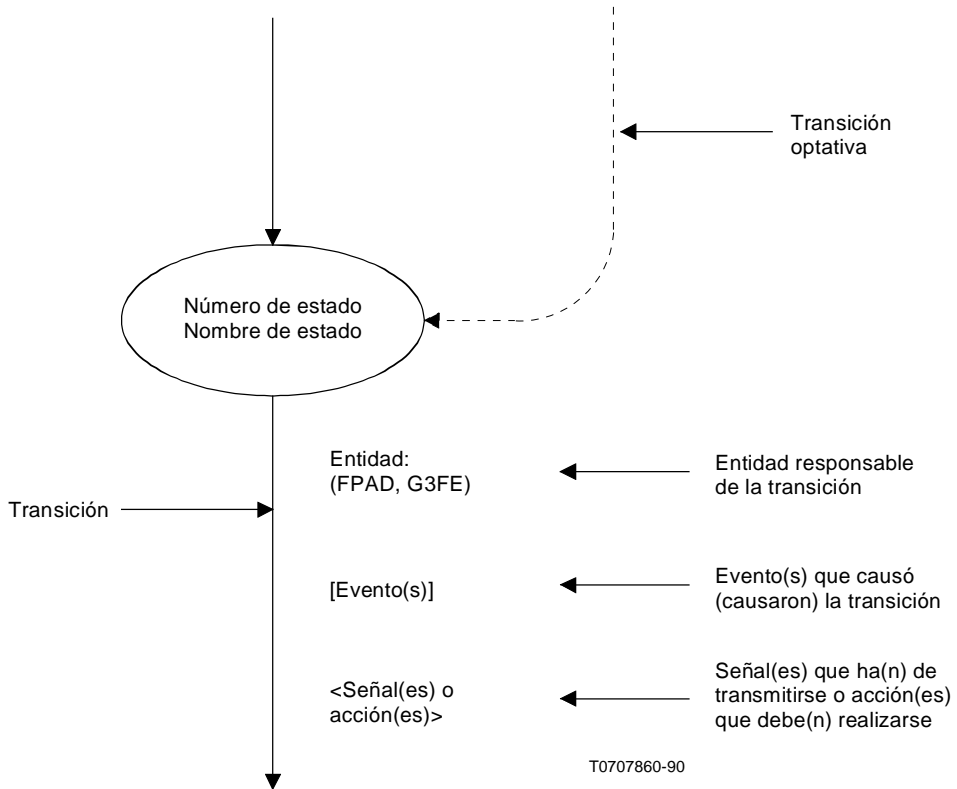 Transición
optativa
Número de estado
Nombre de estado
Entidad:
(FPAD, G3FE)
Entidad responsable
de la transición
Transición
[Evento(s)]
Evento(s) que causó
(causaron) la transición
<Señal(es) o
acción(es)>
Señal(es) que ha(n) de
transmitirse o acción(es)
que debe(n) realizarse
T0707860-90